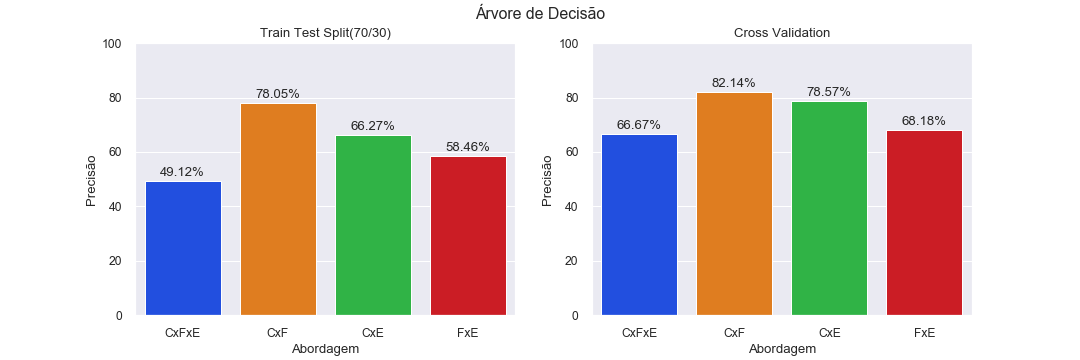 Árvore de Decisão
Train Test Split(70/30)
100
80
60
40
20
0
Precisão
49.12%
78.05%
66.27%
58.46%
CxFxE
CxF
CxE
FxE
Abordagem
Cross Validation
100
80
60
40
20
0
Precisão
66.67%
82.14%
78.57%
68.18%
CxFxE
CxF
CxE
FxE
Abordagem